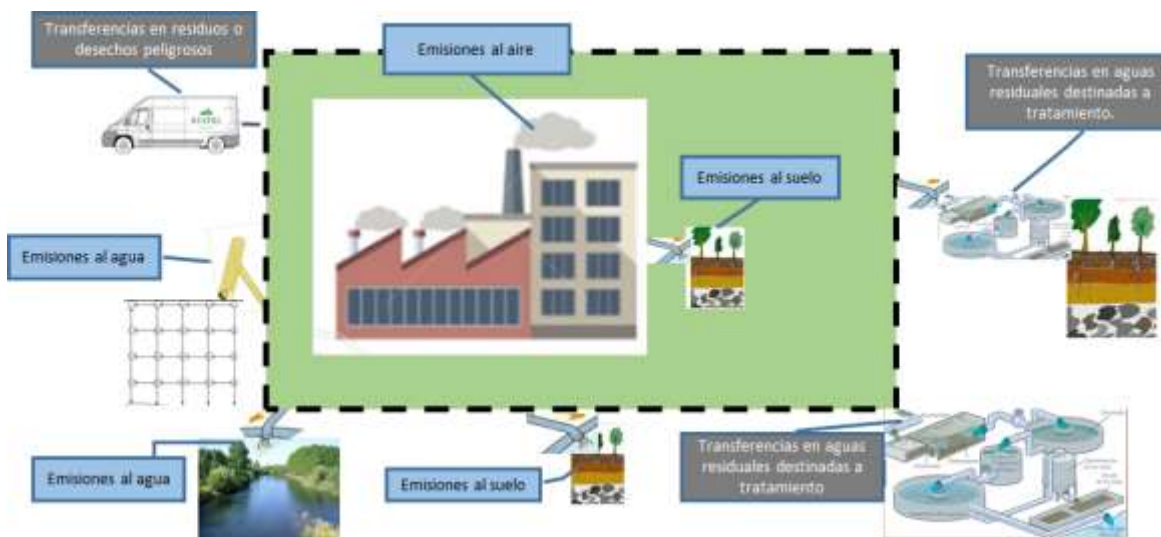 Transferencias en residuos o
desechos peligrosos
Emisiones al aire
Transferencias en aguas
residuales destinadas a
tratamiento.
Emisiones al suelo
Emisiones al agua
Emisiones al agua
Emisiones al suelo
Transferencias en aguas
residuales destinadas a
tratamiento